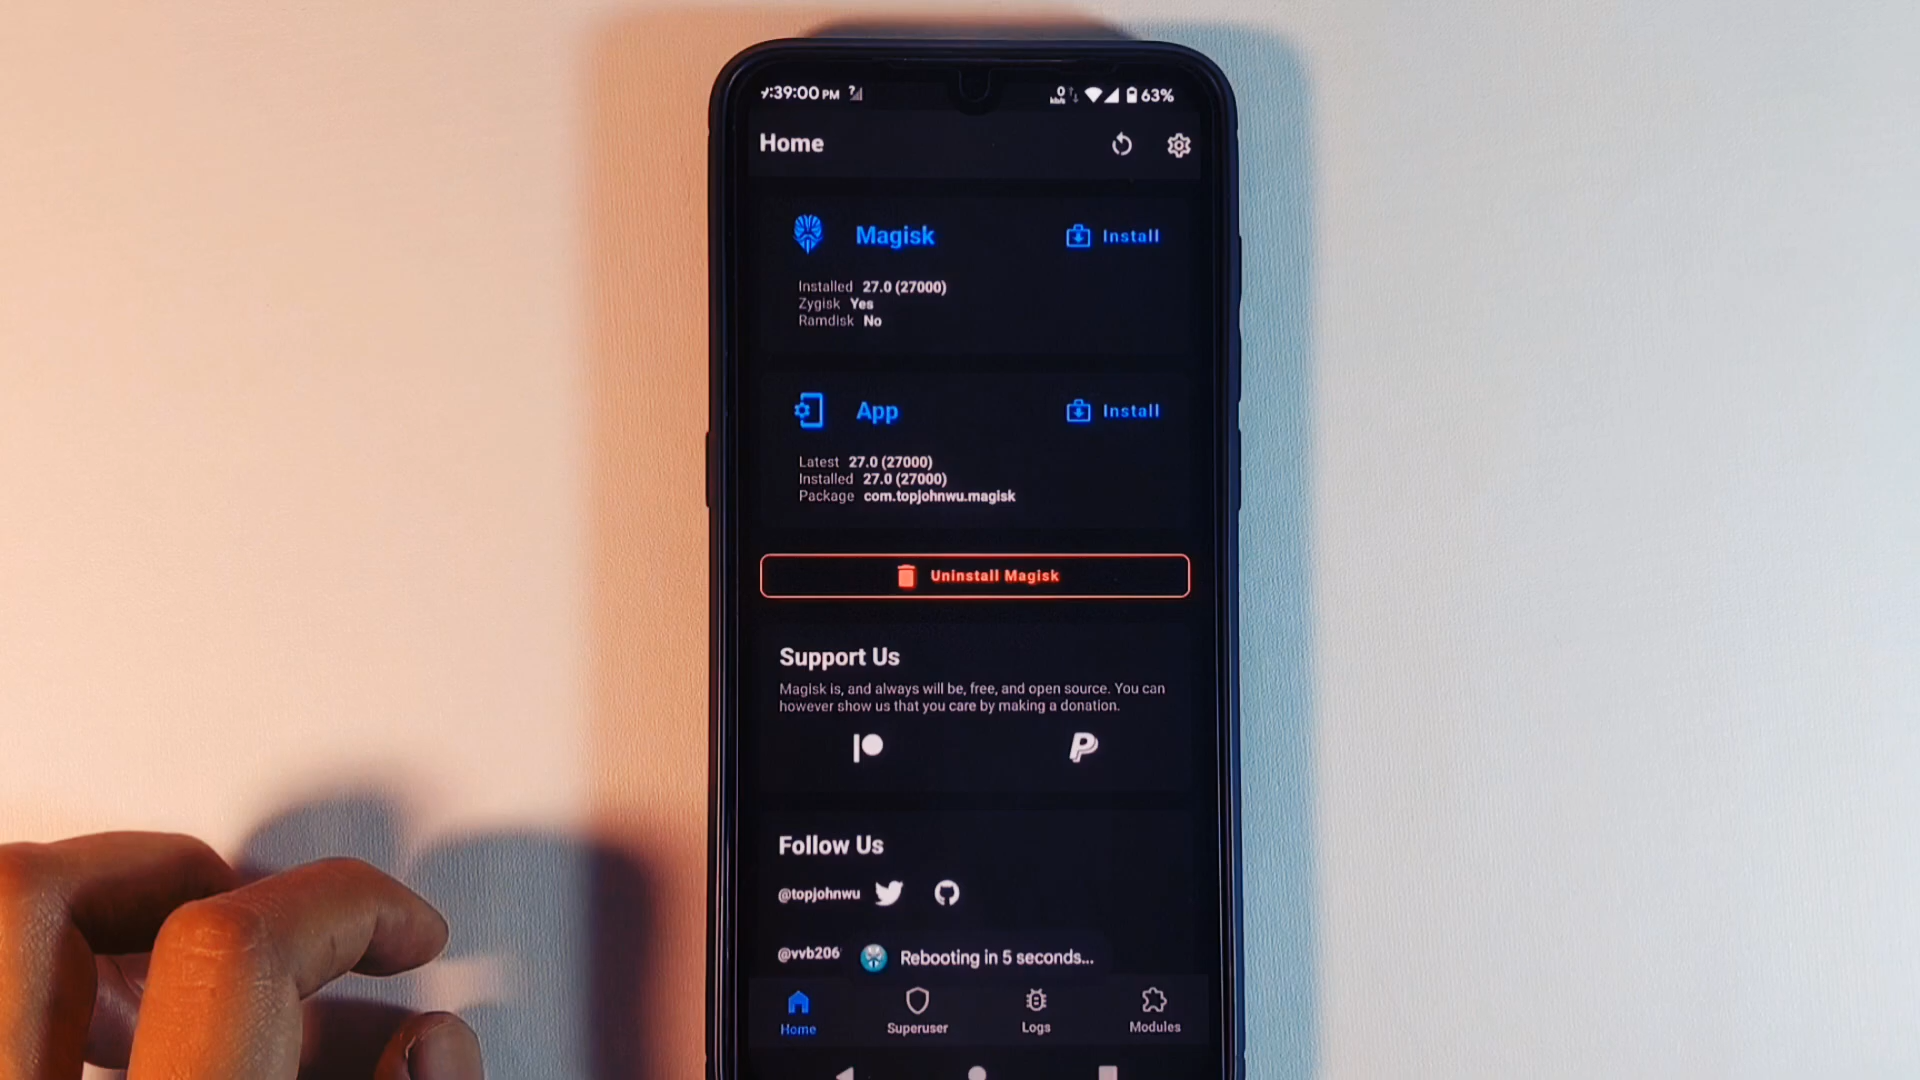 :39:00 PM ? 0 kb/s 63%
Home
Magisk Install
Installed 27.0 (27000)
Zygisk Yes
Ramdisk No
App Install
Latest 27.0 (27000)
Installed 27.0 (27000)
Package com.topjohnwu.magisk
Uninstall Magisk
Support Us
Magisk is, and always will be, free, and open source. You can
however show us that you care by making a donation.
Follow Us
@topjohnwu
@vvb206
Rebooting in 5 seconds...
Home Superuser Logs Modules